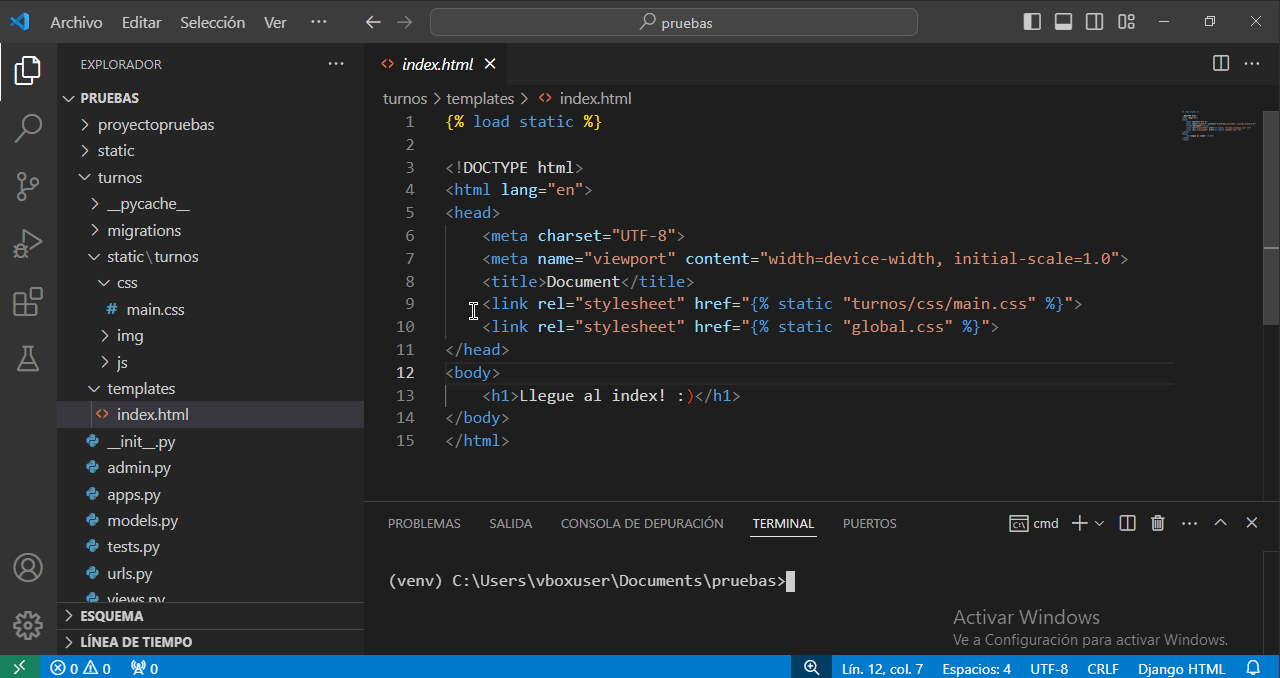 Archivo Editar Selección Ver ··· pruebas
EXPLORADOR ···
PRUEBAS
proyectopruebas
static
turnos
__pycache__
migrations
static\turnos
css
# main.css
img
js
templates
<> index.html
__init__.py
admin.py
apps.py
models.py
tests.py
urls.py
views.py
ESQUEMA
LÍNEA DE TIEMPO
<> index.html
turnos > templates > <> index.html
1 {% load static %}
2
3 <!DOCTYPE html>
4 <html lang="en">
5 <head>
6 <meta charset="UTF-8">
7 <meta name="viewport" content="width=device-width, initial-scale=1.0">
8 <title>Document</title>
9 <link rel="stylesheet" href="{% static "turnos/css/main.css" %}">
10 <link rel="stylesheet" href="{% static "global.css" %}">
11 </head>
12 <body>
13 <h1>Llegue al index! :)</h1>
14 </body>
15 </html>
PROBLEMAS SALIDA CONSOLA DE DEPURACIÓN TERMINAL PUERTOS cmd
(venv) C:\Users\vboxuser\Documents\pruebas>
Activar Windows
Ve a Configuración para activar Windows.
0 0 0 Lín. 12, col. 7 Espacios: 4 UTF-8 CRLF Django HTML